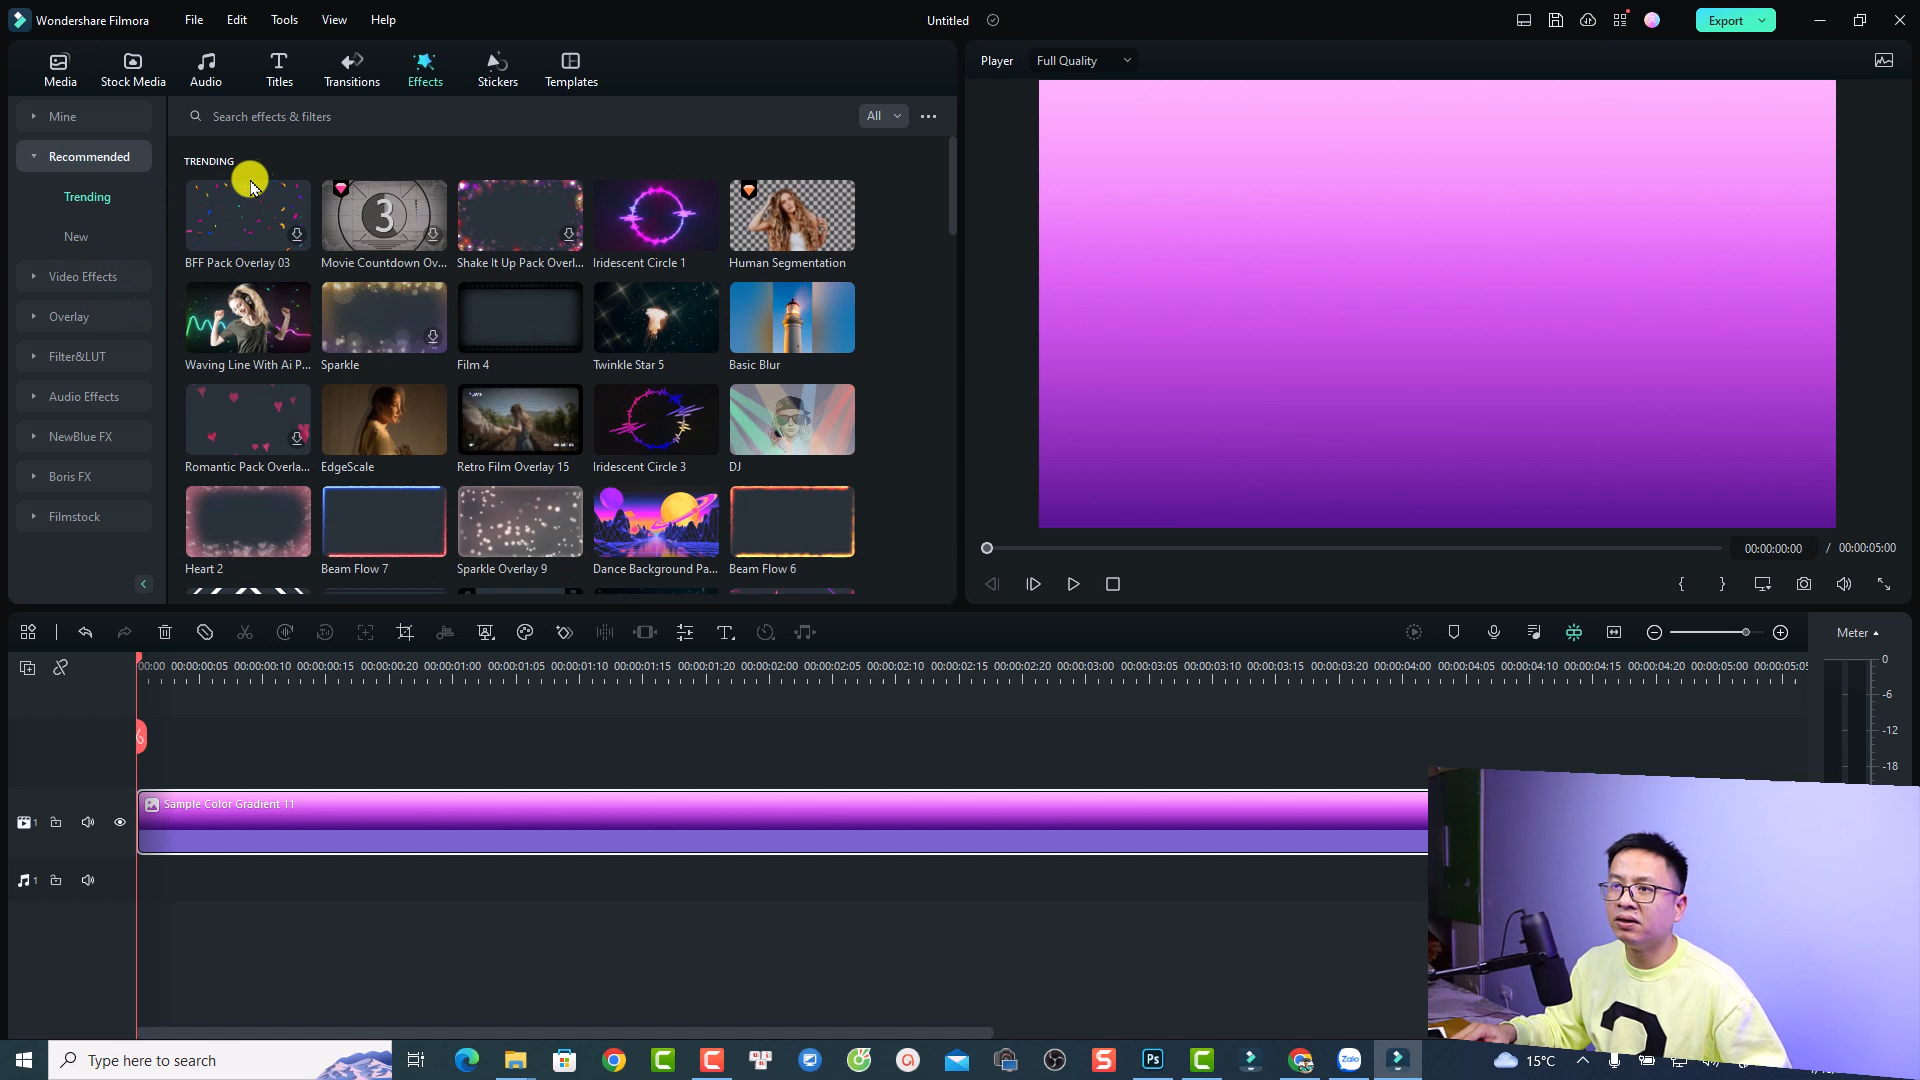 Wondershare Filmora
File
Edit
Tools
View
Help
Untitled
Export
Media
Stock Media
Audio
Titles
Transitions
Effects
Stickers
Templates
Player
Full Quality
Mine
Recommended
Trending
New
Video Effects
Overlay
Filter&LUT
Audio Effects
NewBlue FX
Boris FX
Filmstock
Search effects & filters
All
TRENDING
3
BFF Pack Overlay 03
Movie Countdown Ov...
Shake It Up Pack Overl...
Iridescent Circle 1
Human Segmentation
Waving Line With Ai P...
Sparkle
Film 4
Twinkle Star 5
Basic Blur
Romantic Pack Overla...
EdgeScale
Retro Film Overlay 15
Iridescent Circle 3
DJ
Heart 2
Beam Flow 7
Sparkle Overlay 9
Dance Background Pa...
Beam Flow 6
00:00:00:00 / 00:00:05:00
Meter
00:00 00:00:00:05 00:00:00:10 00:00:00:15 00:00:00:20 00:00:01:00 00:00:01:05 00:00:01:10 00:00:01:15 00:00:01:20 00:00:02:00 00:00:02:05 00:00:02:10 00:00:02:15 00:00:02:20 00:00:03:00 00:00:03:05 00:00:03:10 00:00:03:15 00:00:03:20 00:00:04:00 00:00:04:05 00:00:04:10 00:00:04:15 00:00:04:20 00:00:05:00 00:00:05:05
0
-6
-12
-18
Sample Color Gradient 11
1
1
Type here to search
Ps
Zalo
15°C